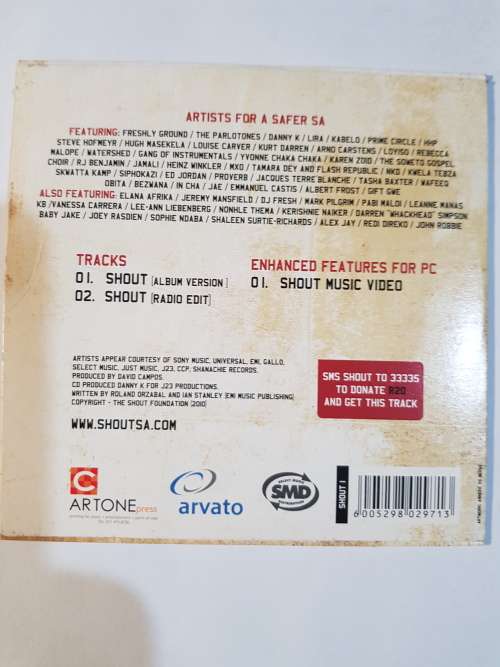 ARTISTS FOR A SAFER SA
FEATURING: FRESHLY GROUND / THE PARLOTONES / DANNY K / LIRA / KABELO / PRIME CIRCLE / HHP
STEVE HOFMEYR / HUGH MASEKELA / LOUISE CARVER / KURT DARREN / ARNO CARSTENS / LOYISO / REBECCA
MALOPE / WATERSHED / GANG OF INSTRUMENTALS / YVONNE CHAKA CHAKA / KAREN ZOID / THE SOWETO GOSPEL
CHOIR / RJ BENJAMIN / JAMALI / HEINZ WINKLER / MXO / TAMARA DEY AND FLASH REPUBLIC / NKD / KWELA TEBZA
SKWATTA KAMP / SIPHOKAZI / ED JORDAN / PROVERB / JACQUES TERRE BLANCHE / TASHA BAXTER / WAFEEQ
OBITA / BEZWANA / IN CHA / JAE / EMMANUEL CASTIS / ALBERT FROST / GIFT GWE
ALSO FEATURING: ELANA AFRIKA / JEREMY MANSFIELD / DJ FRESH / MARK PILGRIM / PABI MALOI / LEANNE MANAS
KB /VANESSA CARRERA / LEE-ANN LIEBENBERG / NONHLE THEMA / KERISHNIE NAIKER / DARREN "WHACKHEAD" SIMPSON
BABY JAKE / JOEY RASDIEN / SOPHIE NDABA / SHALEEN SURTIE-RICHARDS / ALEX JAY / REDI DIREKO / JOHN ROBBIE
TRACKS
01. SHOUT [ALBUM VERSION]
02. SHOUT [RADIO EDIT]
ENHANCED FEATURES FOR PC
01. SHOUT MUSIC VIDEO
ARTISTS APPEAR COURTESY OF SONY MUSIC, UNIVERSAL, EMI, GALLO,
SELECT MUSIC, JUST MUSIC, J23, CCP, SHANACHIE RECORDS.
PRODUCED BY DAVID CAMPOS.
CD PRODUCED DANNY K FOR J23 PRODUCTIONS.
WRITTEN BY ROLAND ORZABAL AND IAN STANLEY [EMI MUSIC PUBLISHING]
COPYRIGHT - THE SHOUT FOUNDATION [2010]
SMS SHOUT TO 33335
TO DONATE R20
AND GET THIS TRACK
WWW.SHOUTSA.COM
ARTONE press
arvato
SELECT MUSIC
SMD
DISTRIBUTION
SHOUT 1
6005298 029713